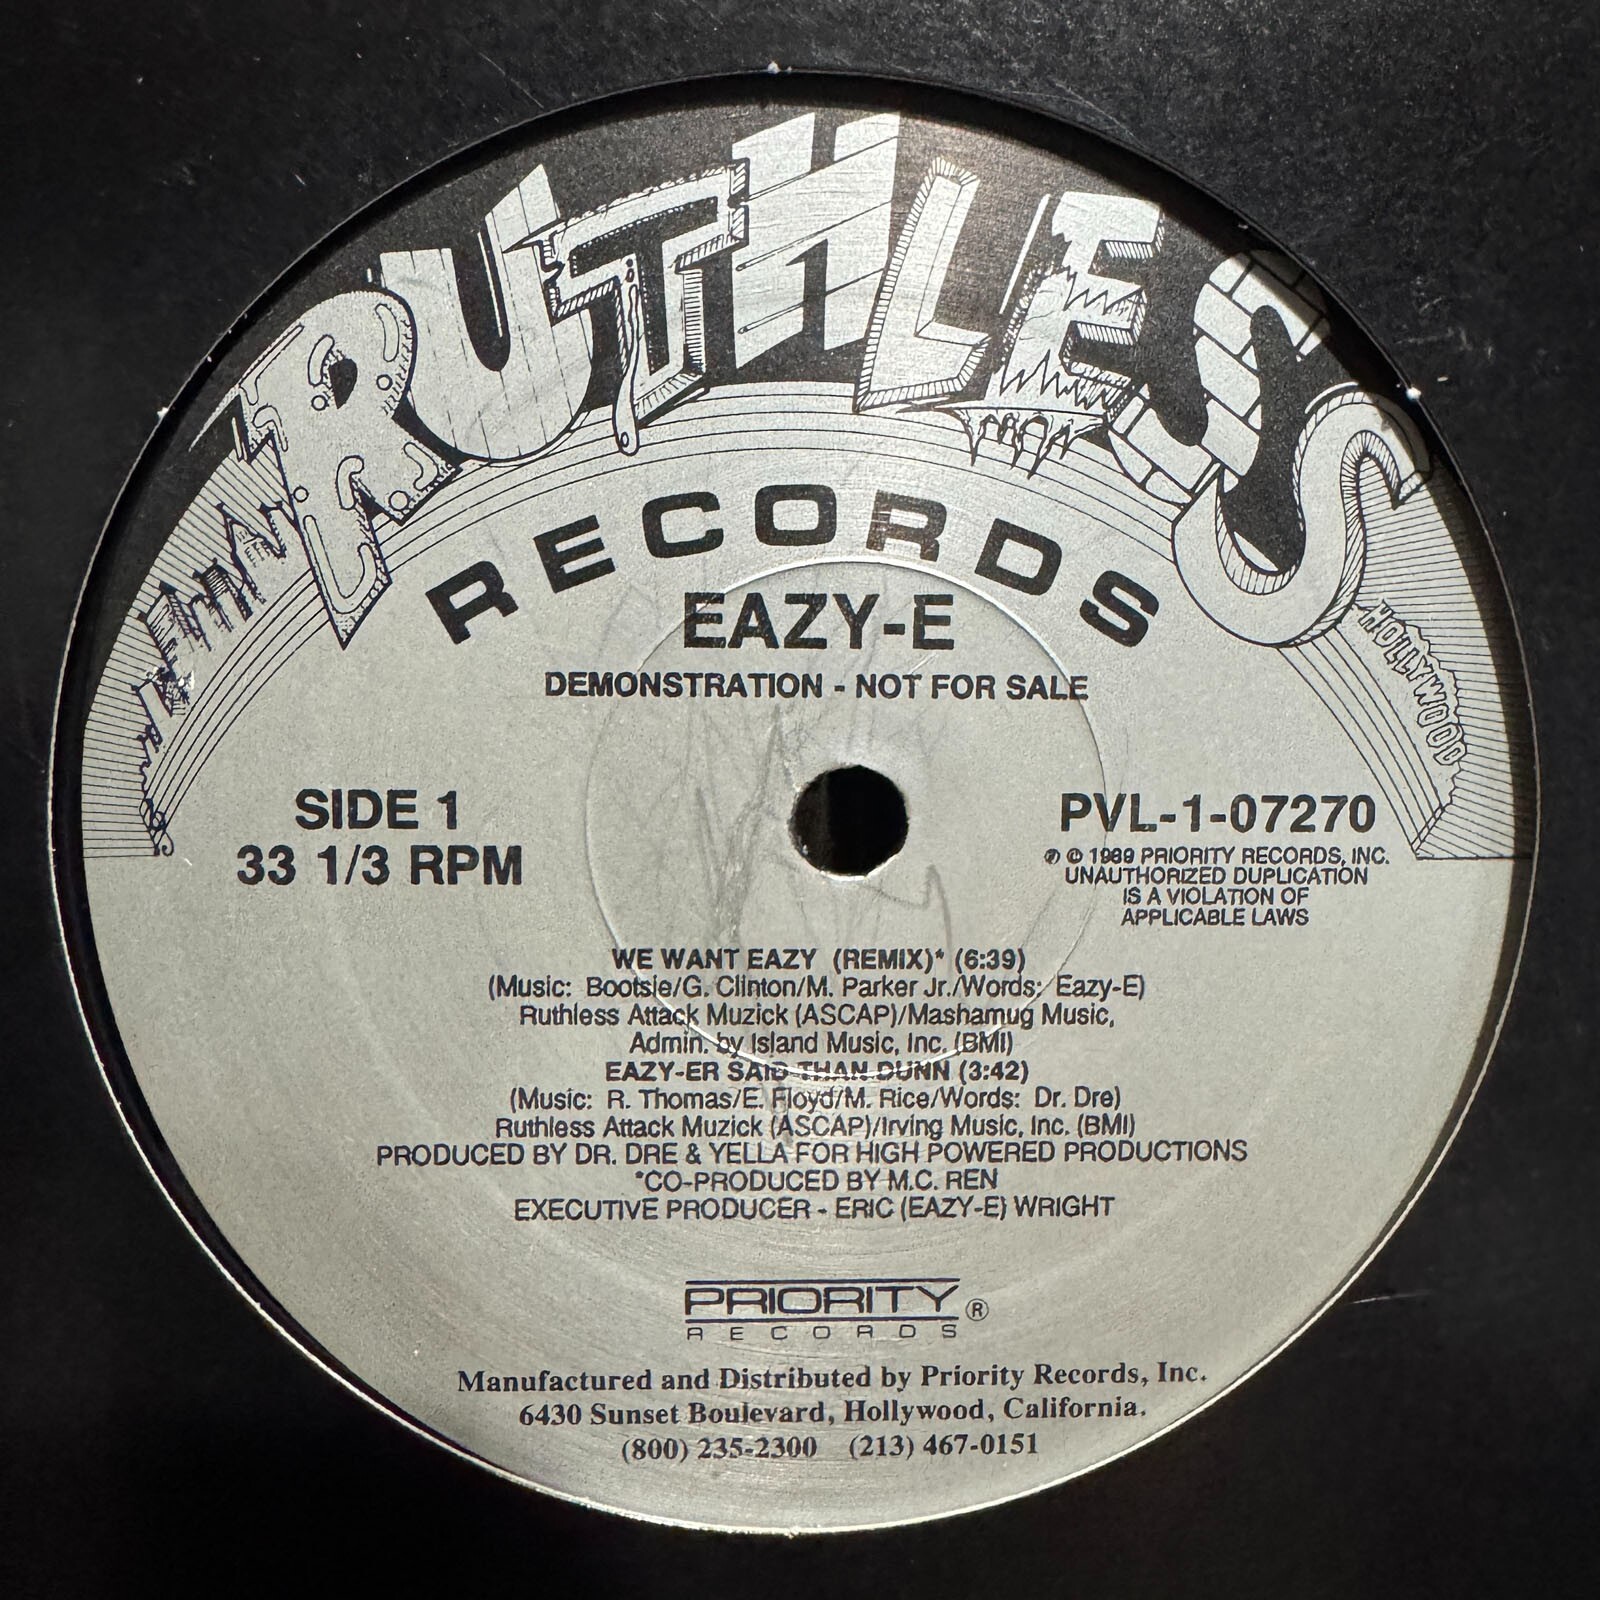 RUTHLESS
RECORDS
HOLLYWOOD
EAZY-E
DEMONSTRATION - NOT FOR SALE
SIDE 1
33 1/3 RPM
PVL-1-07270
℗ © 1989 PRIORITY RECORDS, INC.
UNAUTHORIZED DUPLICATION
IS A VIOLATION OF
APPLICABLE LAWS
WE WANT EAZY (REMIX)* (6:39)
(Music: Bootsie/G. Clinton/M. Parker Jr./Words: Eazy-E)
Ruthless Attack Muzick (ASCAP)/Mashamug Music,
Admin. by Island Music, Inc. (BMI)
EAZY-ER SAID THAN DUNN (3:42)
(Music: R. Thomas/E. Floyd/M. Rice/Words: Dr. Dre)
Ruthless Attack Muzick (ASCAP)/Irving Music, Inc. (BMI)
PRODUCED BY DR. DRE & YELLA FOR HIGH POWERED PRODUCTIONS
*CO-PRODUCED BY M.C. REN
EXECUTIVE PRODUCER - ERIC (EAZY-E) WRIGHT
PRIORITY ®
RECORDS
Manufactured and Distributed by Priority Records, Inc.
6430 Sunset Boulevard, Hollywood, California.
(800) 235-2300 (213) 467-0151